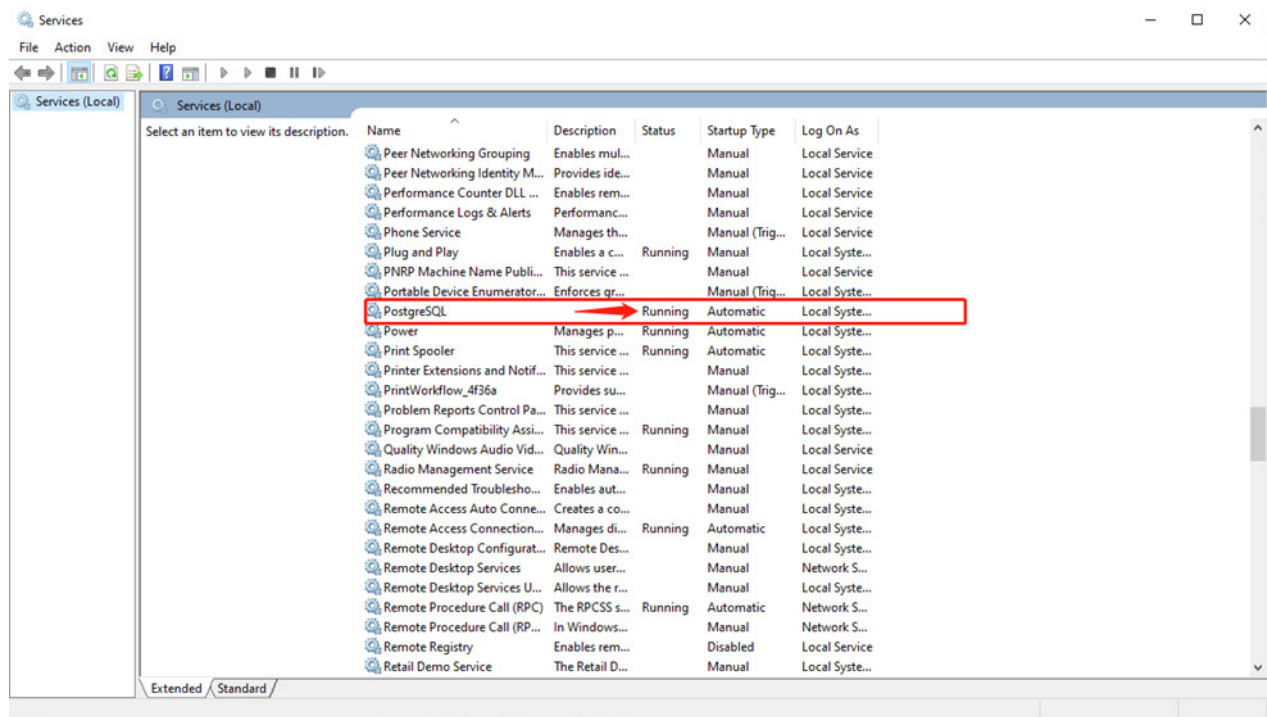 Services
File Action View Help
Services (Local)
Services (Local)
Select an item to view its description.
Name Description Status Startup Type Log On As
Peer Networking Grouping Enables mul... Manual Local Service
Peer Networking Identity M... Provides ide... Manual Local Service
Performance Counter DLL ... Enables rem... Manual Local Service
Performance Logs & Alerts Performanc... Manual Local Service
Phone Service Manages th... Manual (Trig... Local Service
Plug and Play Enables a c... Running Manual Local Syste...
PNRP Machine Name Publi... This service ... Manual Local Service
Portable Device Enumerator... Enforces gr... Manual (Trig... Local Syste...
PostgreSQL Running Automatic Local Syste...
Power Manages p... Running Automatic Local Syste...
Print Spooler This service ... Running Automatic Local Syste...
Printer Extensions and Notif... This service ... Manual Local Syste...
PrintWorkflow_4f36a Provides su... Manual (Trig... Local Syste...
Problem Reports Control Pa... This service ... Manual Local Syste...
Program Compatibility Assi... This service ... Running Manual Local Syste...
Quality Windows Audio Vid... Quality Win... Manual Local Service
Radio Management Service Radio Mana... Running Manual Local Service
Recommended Troublesho... Enables aut... Manual Local Syste...
Remote Access Auto Conne... Creates a co... Manual Local Syste...
Remote Access Connection... Manages di... Running Automatic Local Syste...
Remote Desktop Configurat... Remote Des... Manual Local Syste...
Remote Desktop Services Allows user... Manual Network S...
Remote Desktop Services U... Allows the r... Manual Local Syste...
Remote Procedure Call (RPC) The RPCSS s... Running Automatic Network S...
Remote Procedure Call (RP... In Windows... Manual Network S...
Remote Registry Enables rem... Disabled Local Service
Retail Demo Service The Retail D... Manual Local Syste...
Extended Standard